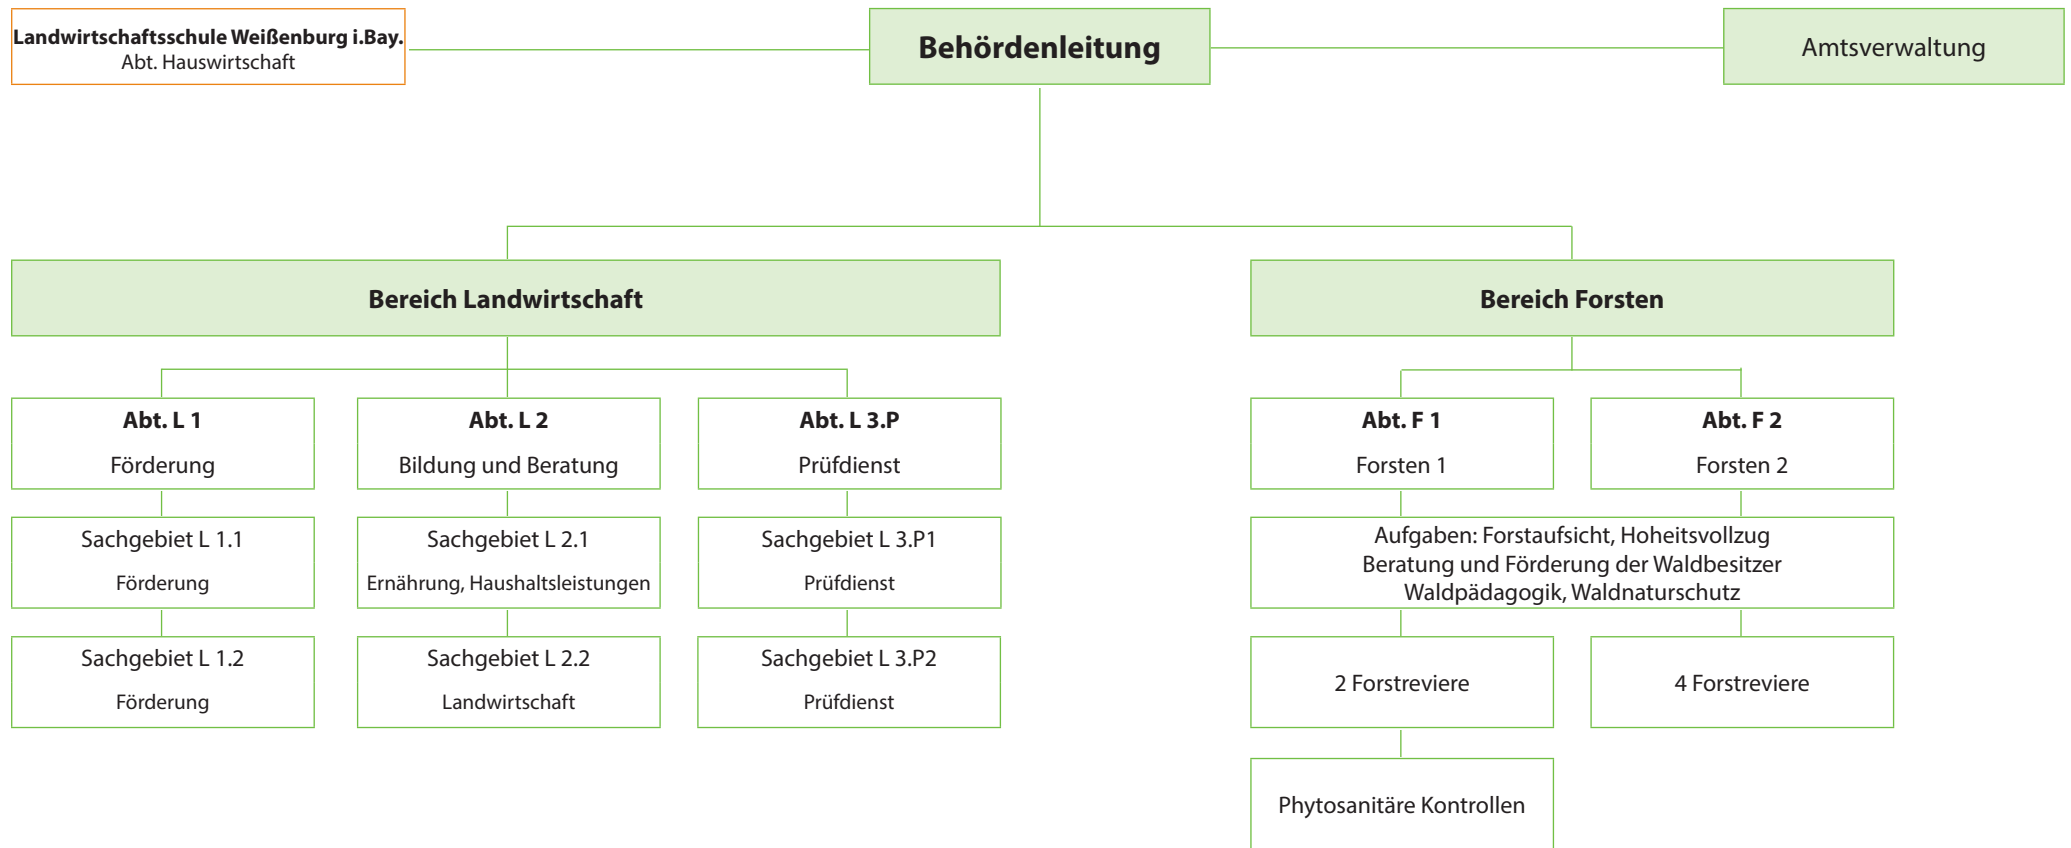 Landwirtschaftsschule Weißenburg i.Bay.
Abt. Hauswirtschaft
Behördenleitung
Amtsverwaltung
Bereich Landwirtschaft
Bereich Forsten
Abt. L 1
Förderung
Abt. L 2
Bildung und Beratung
Abt. L 3.P
Prüfdienst
Abt. F 1
Forsten 1
Abt. F 2
Forsten 2
Sachgebiet L 1.1
Förderung
Sachgebiet L 2.1
Ernährung, Haushaltsleistungen
Sachgebiet L 3.P1
Prüfdienst
Aufgaben: Forstaufsicht, Hoheitsvollzug
Beratung und Förderung der Waldbesitzer
Waldpädagogik, Waldnaturschutz
Sachgebiet L 1.2
Förderung
Sachgebiet L 2.2
Landwirtschaft
Sachgebiet L 3.P2
Prüfdienst
2 Forstreviere
4 Forstreviere
Phytosanitäre Kontrollen